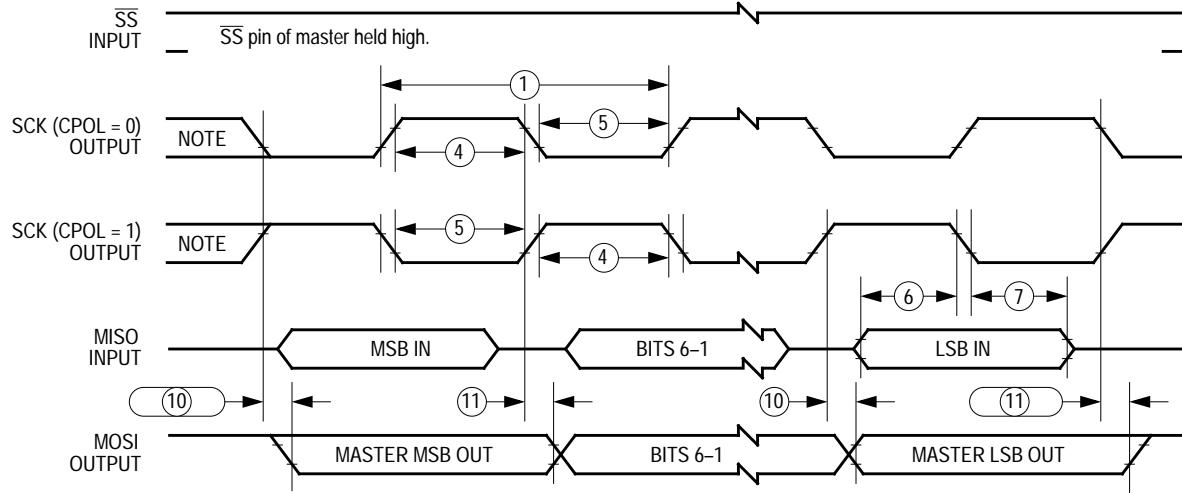 SS
INPUT
SS pin of master held high.
1
SCK (CPOL = 0)
OUTPUT
NOTE
5
4
SCK (CPOL = 1)
OUTPUT
NOTE
5
4
6
7
MISO
INPUT
MSB IN
BITS 6–1
LSB IN
10
11
10
11
MOSI
OUTPUT
MASTER MSB OUT
BITS 6–1
MASTER LSB OUT